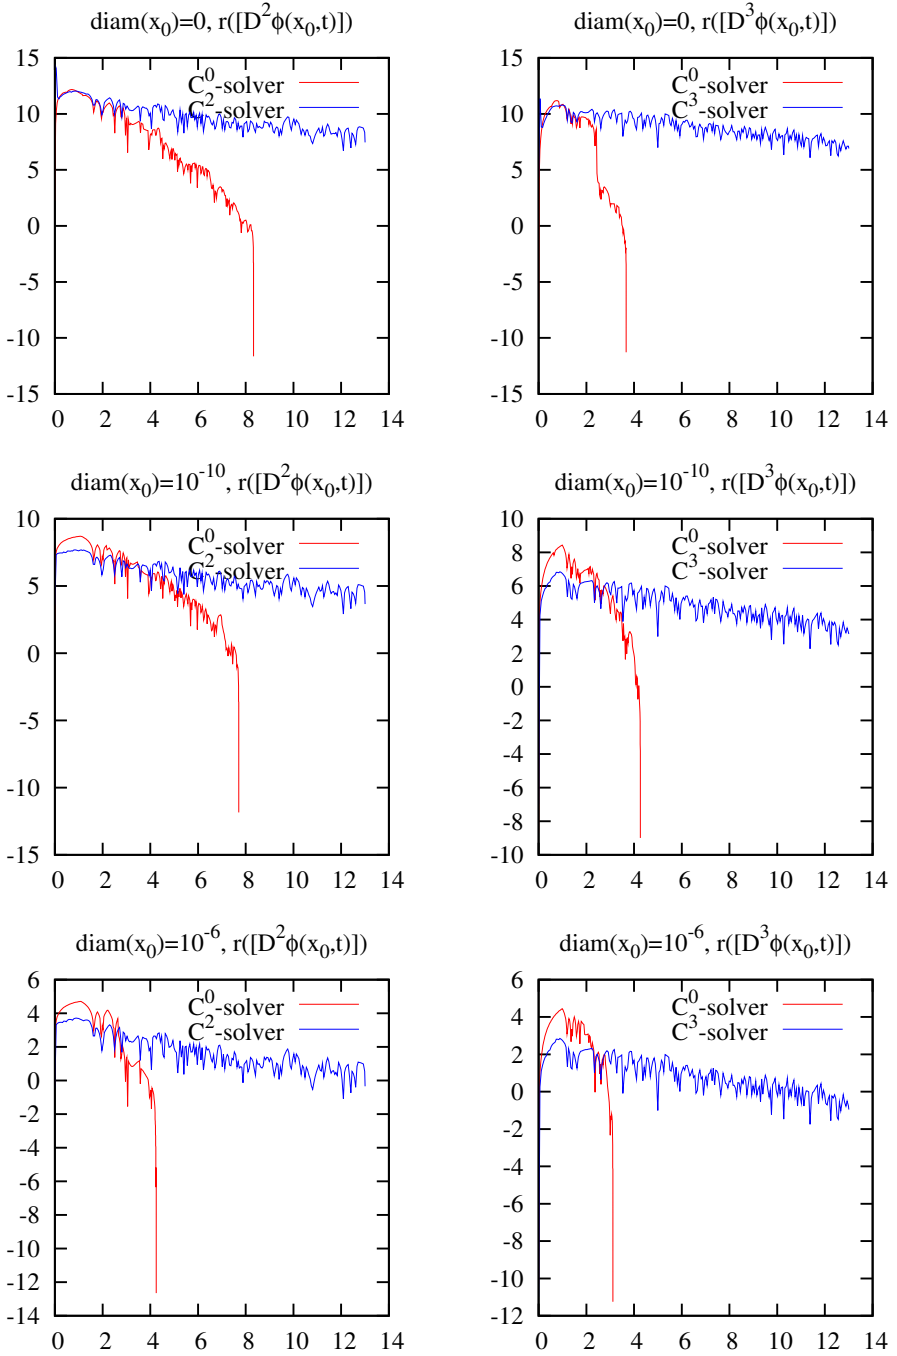 diam(x₀)=0, r([D²ϕ(x₀,t)])
15
10
5
0
-5
-10
-15
0 2 4 6 8 10 12 14
C⁰-solver
C²-solver
diam(x₀)=0, r([D³ϕ(x₀,t)])
15
10
5
0
-5
-10
-15
0 2 4 6 8 10 12 14
C⁰-solver
C³-solver
diam(x₀)=10⁻¹⁰, r([D²ϕ(x₀,t)])
10
5
0
-5
-10
-15
0 2 4 6 8 10 12 14
C⁰-solver
C²-solver
diam(x₀)=10⁻¹⁰, r([D³ϕ(x₀,t)])
10
8
6
4
2
0
-2
-4
-6
-8
-10
0 2 4 6 8 10 12 14
C⁰-solver
C³-solver
diam(x₀)=10⁻⁶, r([D²ϕ(x₀,t)])
6
4
2
0
-2
-4
-6
-8
-10
-12
-14
0 2 4 6 8 10 12 14
C⁰-solver
C²-solver
diam(x₀)=10⁻⁶, r([D³ϕ(x₀,t)])
6
4
2
0
-2
-4
-6
-8
-10
-12
0 2 4 6 8 10 12 14
C⁰-solver
C³-solver